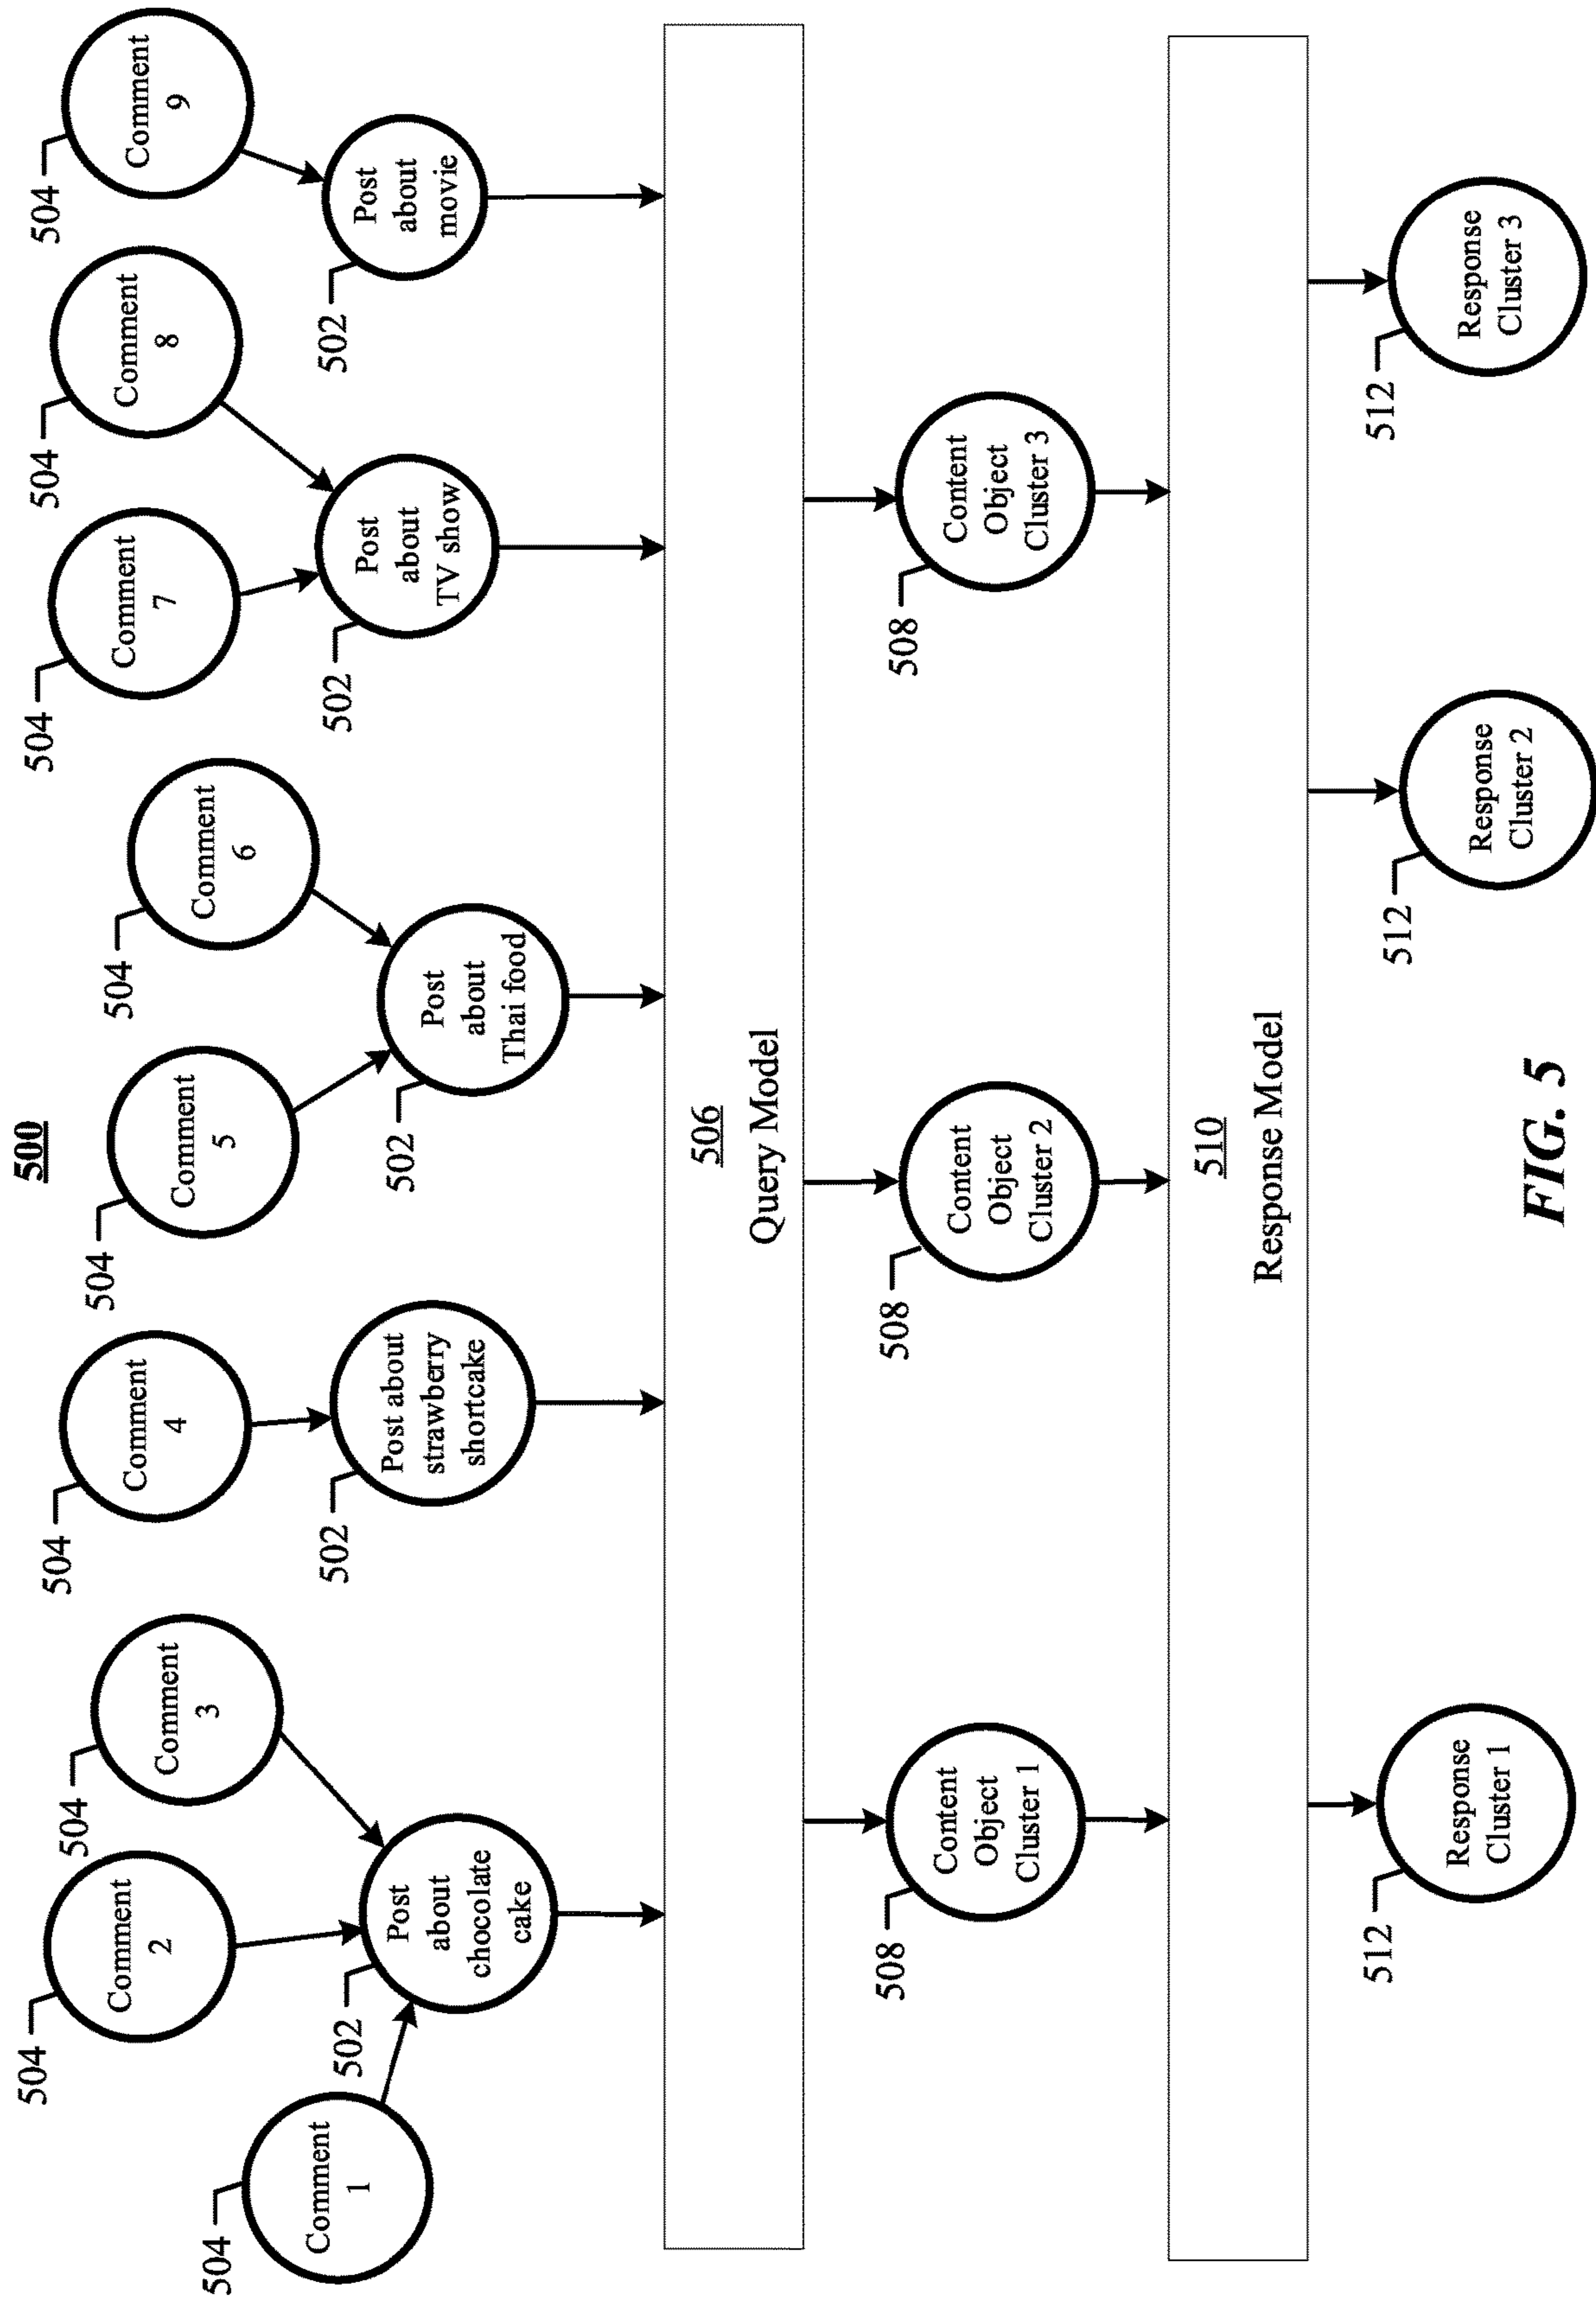 500
504
Comment
1
504
Comment
2
504
Comment
3
504
Comment
4
504
Comment
5
504
Comment
6
504
Comment
7
504
Comment
8
504
Comment
9
502
Post
about
chocolate
cake
502
Post about
strawberry
shortcake
502
Post
about
Thai food
502
Post
about
TV show
502
Post
about
movie
506
Query Model
508
Content
Object
Cluster 1
508
Content
Object
Cluster 2
508
Content
Object
Cluster 3
510
Response Model
512
Response
Cluster 1
512
Response
Cluster 2
512
Response
Cluster 3
FIG. 5